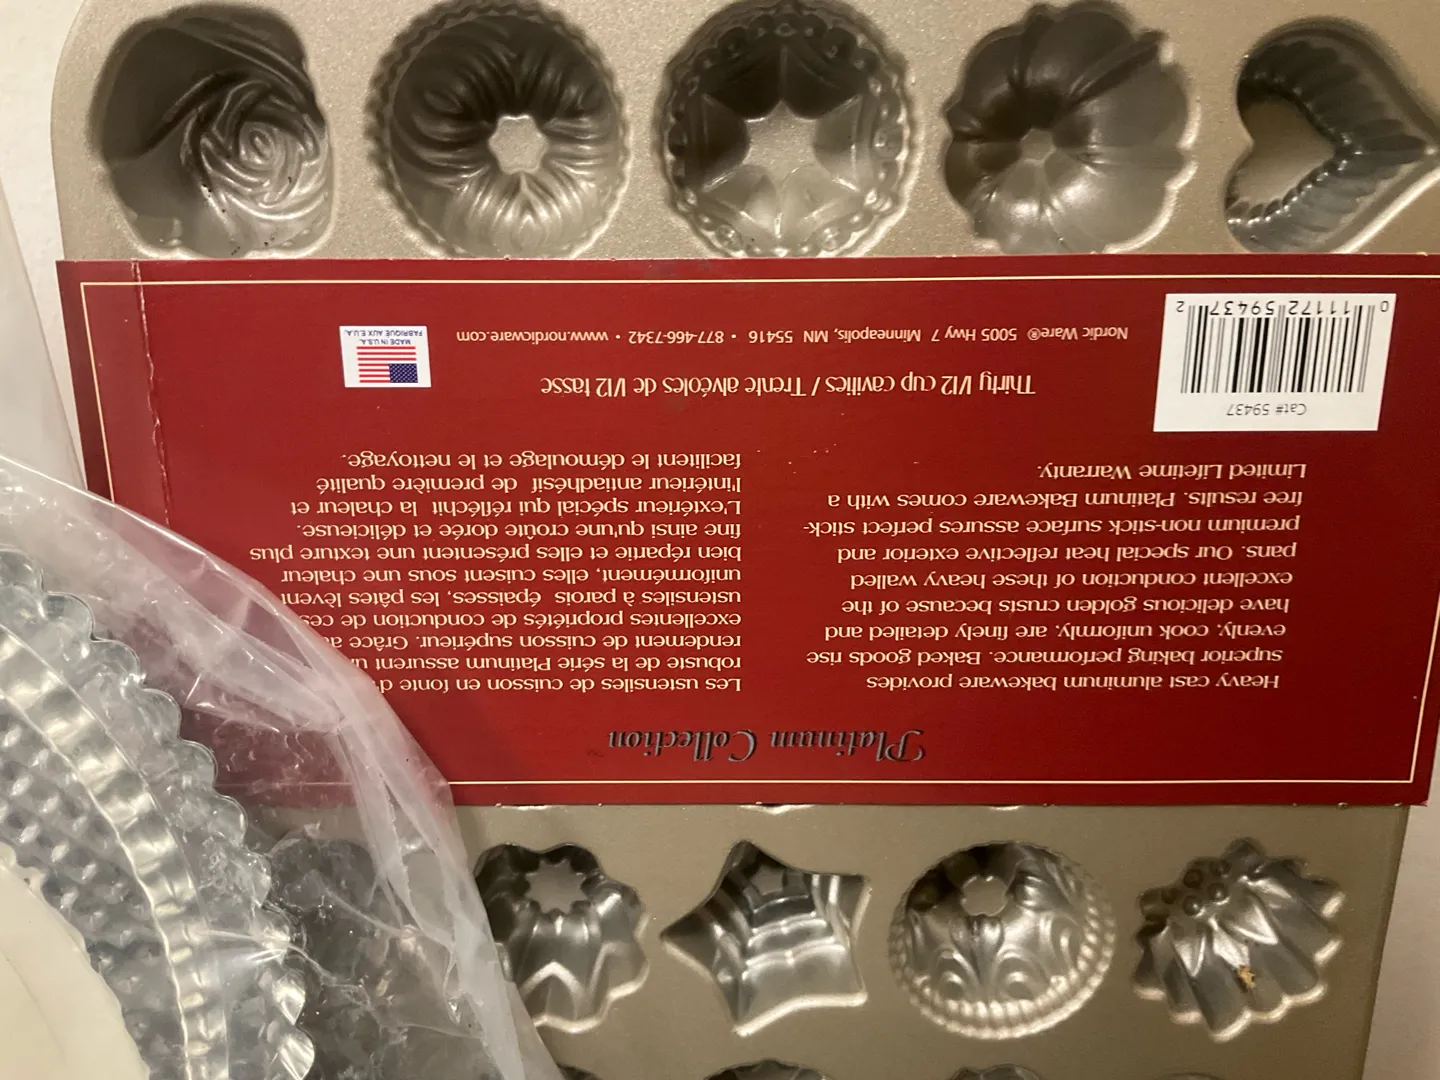 Platinum Collection
Heavy cast aluminum bakeware provides
superior baking performance. Baked goods rise
evenly, cook uniformly, are finely detailed and
have delicious golden crusts because of the
excellent conduction of these heavy walled
pans. Our special heat reflective exterior and
premium non-stick surface assures perfect stick-
free results. Platinum Bakeware comes with a
Limited Lifetime Warranty.
Les ustensiles de cuisson en fonte
robuste de la série Platinum assurent
rendement de cuisson supérieur. Grâce
excellentes propriétés de conduction de
ustensiles à parois épaisses, les pâtes lèvent
uniformément, elles cuisent sous une chaleur
bien répartie et elles présentent une texture plus
fine ainsi qu'une croûte dorée et délicieuse.
L'extérieur spécial qui réfléchit la chaleur et
l'intérieur antiadhésif de première qualité
facilitent le démoulage et le nettoyage.
Cat# 59437
0 11172 59437 2
Thirty 1/12 cup cavities / Trente alvéoles de 1/12 tasse
Nordic Ware® 5005 Hwy 7 Minneapolis, MN 55416 • 877-466-7342 • www.nordicware.com
MADE IN U.S.A.
FABRIQUÉ AUX E.U.A.